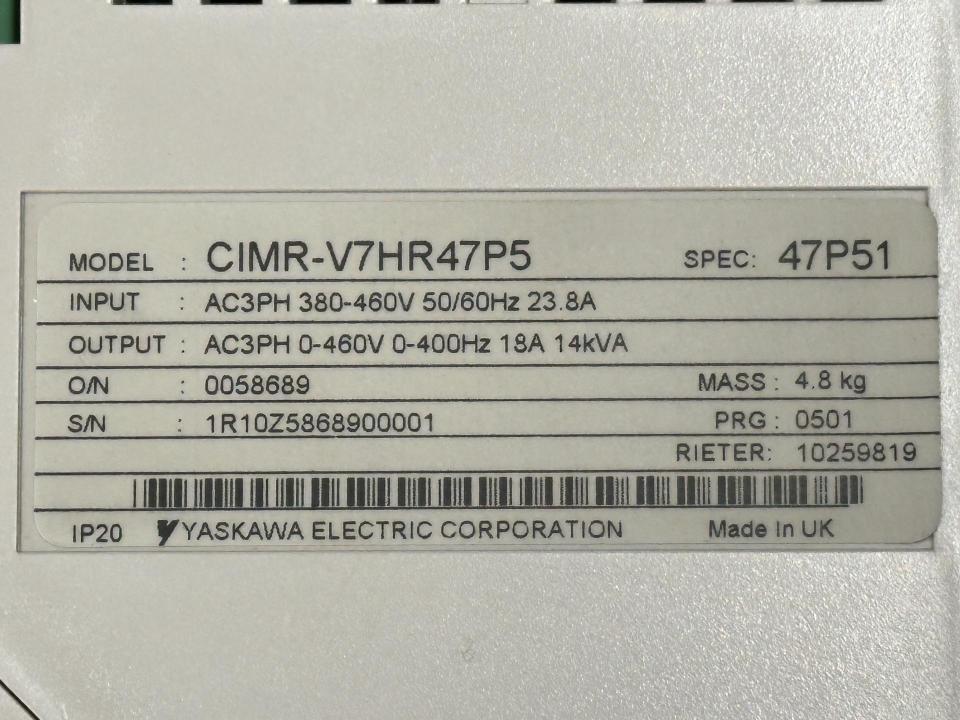 MODEL : CIMR-V7HR47P5 SPEC: 47P51
INPUT : AC3PH 380-460V 50/60Hz 23.8A
OUTPUT : AC3PH 0-460V 0-400Hz 18A 14kVA
O/N : 0058689 MASS : 4.8 kg
S/N : 1R10Z5868900001 PRG : 0501
RIETER: 10259819
IP20 YASKAWA ELECTRIC CORPORATION Made In UK